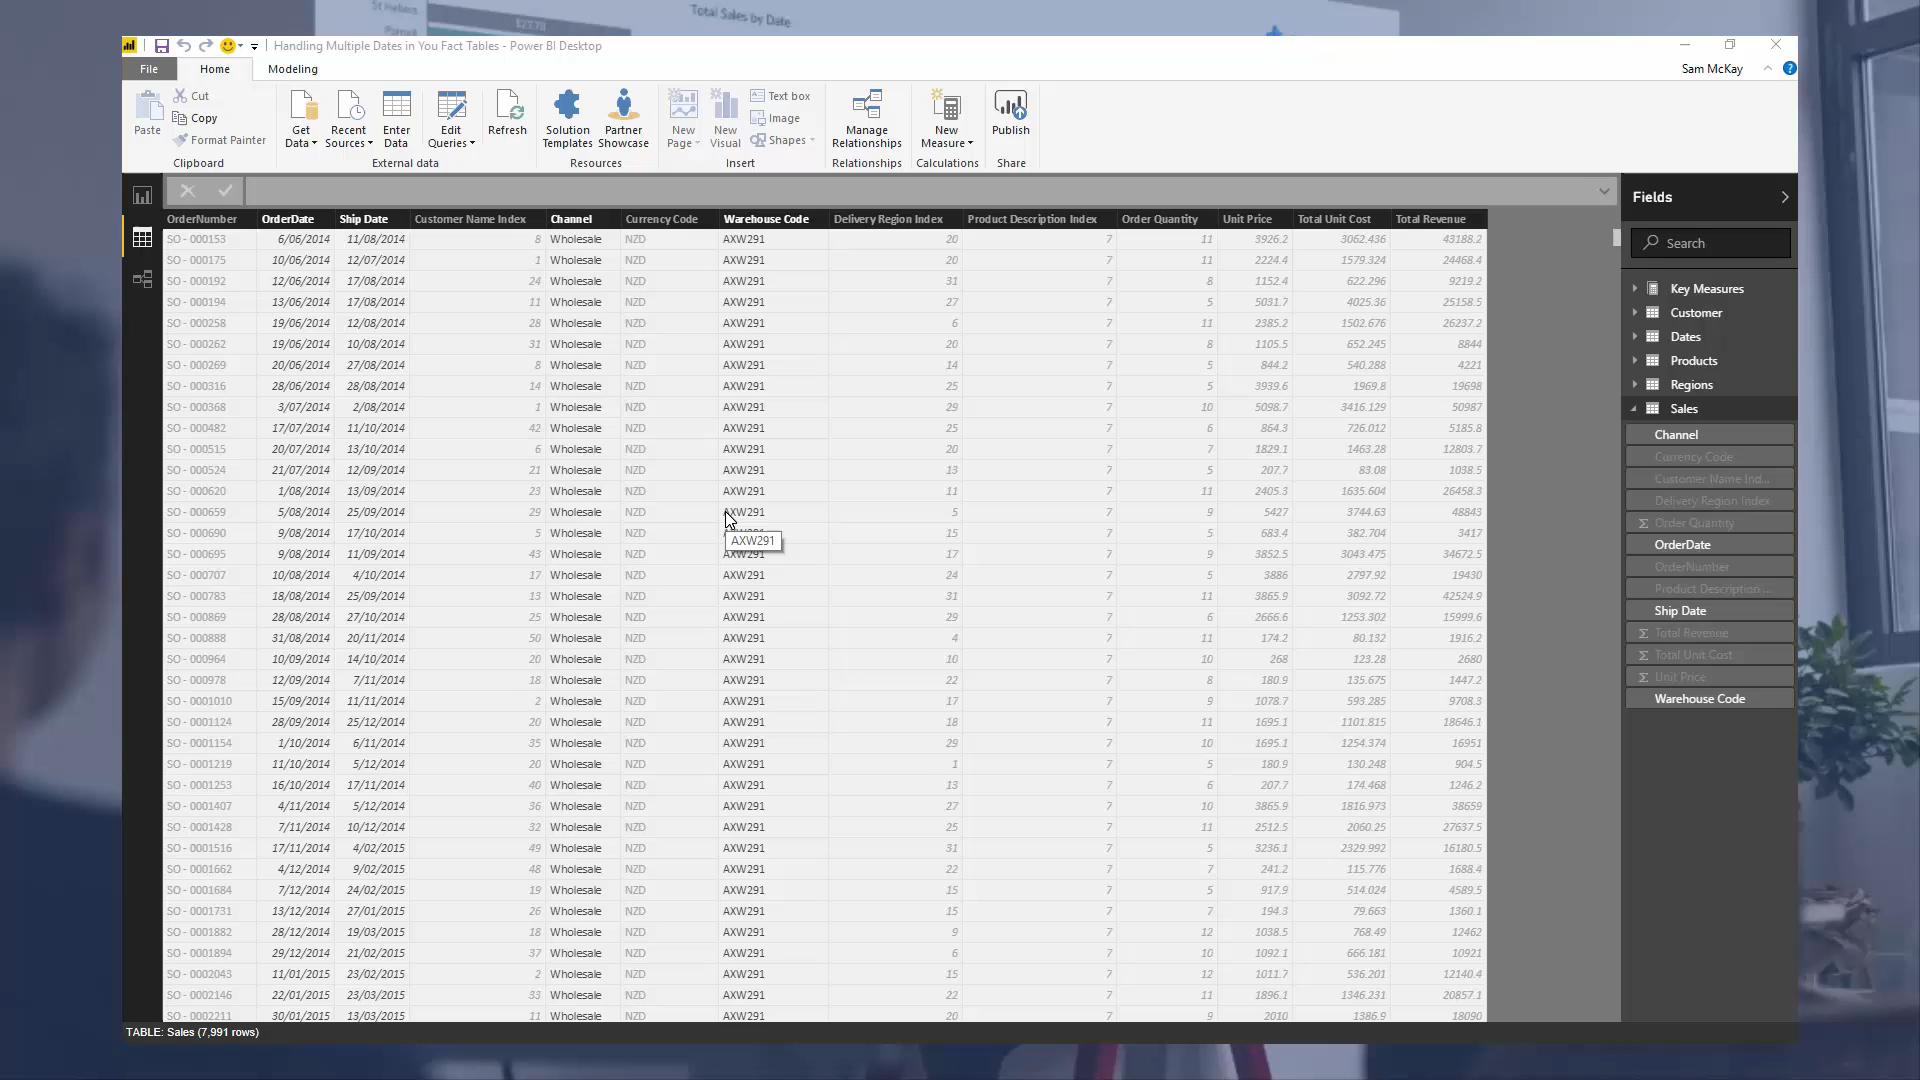 St Heliers
$27.7B
Parnell
Total Sales by Date
Handling Multiple Dates in You Fact Tables - Power BI Desktop
File Home Modeling Sam McKay
Paste Cut Copy Format Painter
Get Data Recent Sources Enter Data Edit Queries Refresh
Solution Templates Partner Showcase
New Page New Visual Text box Image Shapes
Manage Relationships New Measure Publish
Clipboard External data Resources Insert Relationships Calculations Share
OrderNumber OrderDate Ship Date Customer Name Index Channel Currency Code Warehouse Code Delivery Region Index Product Description Index Order Quantity Unit Price Total Unit Cost Total Revenue
SO - 000153 6/06/2014 11/08/2014 8 Wholesale NZD AXW291 20 7 11 3926.2 3062.436 43188.2
SO - 000175 10/06/2014 12/07/2014 1 Wholesale NZD AXW291 20 7 11 2224.4 1579.324 24468.4
SO - 000192 12/06/2014 17/08/2014 24 Wholesale NZD AXW291 31 7 8 1152.4 622.296 9219.2
SO - 000194 13/06/2014 17/08/2014 11 Wholesale NZD AXW291 27 7 5 5031.7 4025.36 25158.5
SO - 000258 19/06/2014 12/08/2014 28 Wholesale NZD AXW291 6 7 11 2385.2 1502.676 26237.2
SO - 000262 19/06/2014 10/08/2014 31 Wholesale NZD AXW291 20 7 8 1105.5 652.245 8844
SO - 000269 20/06/2014 27/08/2014 8 Wholesale NZD AXW291 14 7 5 844.2 540.288 4221
SO - 000316 28/06/2014 28/08/2014 14 Wholesale NZD AXW291 25 7 5 3939.6 1969.8 19698
SO - 000368 3/07/2014 2/08/2014 1 Wholesale NZD AXW291 29 7 10 5098.7 3416.129 50987
SO - 000482 17/07/2014 11/10/2014 42 Wholesale NZD AXW291 25 7 6 864.3 726.012 5185.8
SO - 000515 20/07/2014 13/10/2014 6 Wholesale NZD AXW291 20 7 7 1829.1 1463.28 12803.7
SO - 000524 21/07/2014 12/09/2014 21 Wholesale NZD AXW291 13 7 5 207.7 83.08 1038.5
SO - 000620 1/08/2014 13/09/2014 23 Wholesale NZD AXW291 11 7 11 2405.3 1635.604 26458.3
SO - 000659 5/08/2014 25/09/2014 29 Wholesale NZD AXW291 5 7 9 5427 3744.63 48843
SO - 000690 9/08/2014 17/10/2014 5 Wholesale NZD 15 7 5 683.4 382.704 3417
AXW291
SO - 000695 9/08/2014 11/09/2014 43 Wholesale NZD AXW291 17 7 9 3852.5 3043.475 34672.5
SO - 000707 10/08/2014 4/10/2014 17 Wholesale NZD AXW291 24 7 5 3886 2797.92 19430
SO - 000783 18/08/2014 25/09/2014 13 Wholesale NZD AXW291 31 7 11 3865.9 3092.72 42524.9
SO - 000869 28/08/2014 27/10/2014 25 Wholesale NZD AXW291 29 7 6 2666.6 1253.302 15999.6
SO - 000888 31/08/2014 20/11/2014 50 Wholesale NZD AXW291 4 7 11 174.2 80.132 1916.2
SO - 000964 10/09/2014 14/10/2014 20 Wholesale NZD AXW291 10 7 10 268 123.28 2680
SO - 000978 12/09/2014 7/11/2014 18 Wholesale NZD AXW291 22 7 8 180.9 135.675 1447.2
SO - 0001010 15/09/2014 11/11/2014 2 Wholesale NZD AXW291 17 7 9 1078.7 593.285 9708.3
SO - 0001124 28/09/2014 25/12/2014 20 Wholesale NZD AXW291 18 7 11 1695.1 1101.815 18646.1
SO - 0001154 1/10/2014 6/11/2014 35 Wholesale NZD AXW291 29 7 10 1695.1 1254.374 16951
SO - 0001219 11/10/2014 5/12/2014 20 Wholesale NZD AXW291 1 7 5 180.9 130.248 904.5
SO - 0001253 16/10/2014 17/11/2014 40 Wholesale NZD AXW291 13 7 6 207.7 174.468 1246.2
SO - 0001407 4/11/2014 5/12/2014 36 Wholesale NZD AXW291 27 7 10 3865.9 1816.973 38659
SO - 0001428 7/11/2014 10/12/2014 32 Wholesale NZD AXW291 25 7 11 2512.5 2060.25 27637.5
SO - 0001516 17/11/2014 4/02/2015 49 Wholesale NZD AXW291 31 7 5 3236.1 2329.992 16180.5
SO - 0001662 4/12/2014 9/02/2015 48 Wholesale NZD AXW291 22 7 7 241.2 115.776 1688.4
SO - 0001684 7/12/2014 24/02/2015 19 Wholesale NZD AXW291 15 7 5 917.9 514.024 4589.5
SO - 0001731 13/12/2014 27/01/2015 26 Wholesale NZD AXW291 15 7 7 194.3 79.663 1360.1
SO - 0001882 28/12/2014 19/03/2015 18 Wholesale NZD AXW291 9 7 12 1038.5 768.49 12462
SO - 0001894 29/12/2014 21/02/2015 37 Wholesale NZD AXW291 6 7 10 1092.1 666.181 10921
SO - 0002043 11/01/2015 23/02/2015 2 Wholesale NZD AXW291 15 7 12 1011.7 536.201 12140.4
SO - 0002146 22/01/2015 23/03/2015 33 Wholesale NZD AXW291 22 7 11 1896.1 1346.231 20857.1
SO - 0002211 30/01/2015 13/03/2015 11 Wholesale NZD AXW291 20 7 9 2010 1386.9 18090
TABLE: Sales (7,991 rows)
Fields
Search
Key Measures
Customer
Dates
Products
Regions
Sales
Channel
Currency Code
Customer Name Ind...
Delivery Region Index
Σ Order Quantity
OrderDate
OrderNumber
Product Description ...
Ship Date
Σ Total Revenue
Σ Total Unit Cost
Σ Unit Price
Warehouse Code